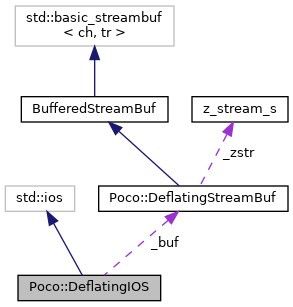 std::basic_streambuf
< ch, tr >
BufferedStreamBuf
z_stream_s
_zstr
std::ios
Poco::DeflatingStreamBuf
_buf
Poco::DeflatingIOS